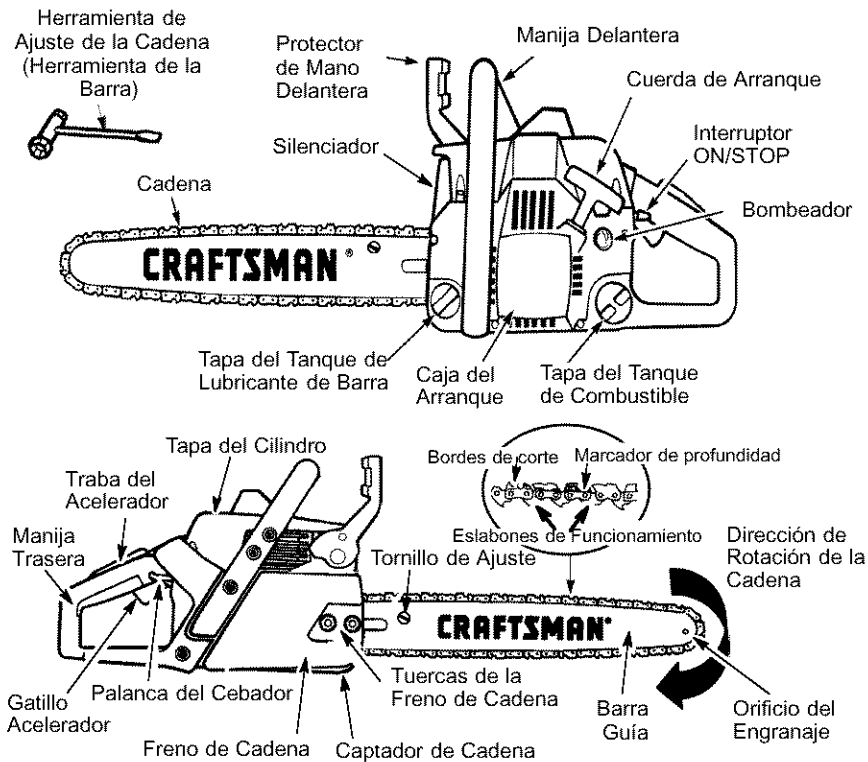 Herramienta de
Ajuste de la Cadena
(Herramienta de la
Barra)
Protector
de Mano
Delantera
Manija Delantera
Cuerda de Arranque
Silenciador
Interruptor
ON/STOP
Cadena
Bombeador
CRAFTSMAN®
Tapa del Tanque de
Lubricante de Barra
Caja del
Arranque
Tapa del Tanque
de Combustible
Tapa del Cilindro
Traba del
Acelerador
Manija
Trasera
Bordes de corte
Marcador de profundidad
Eslabones de Funcionamiento
Dirección de
Rotación de la
Cadena
Tornillo de Ajuste
CRAFTSMAN
Gatillo
Acelerador
Palanca del Cebador
Tuercas de la
Freno de Cadena
Barra
Guía
Orificio del
Engranaje
Freno de Cadena
Captador de Cadena